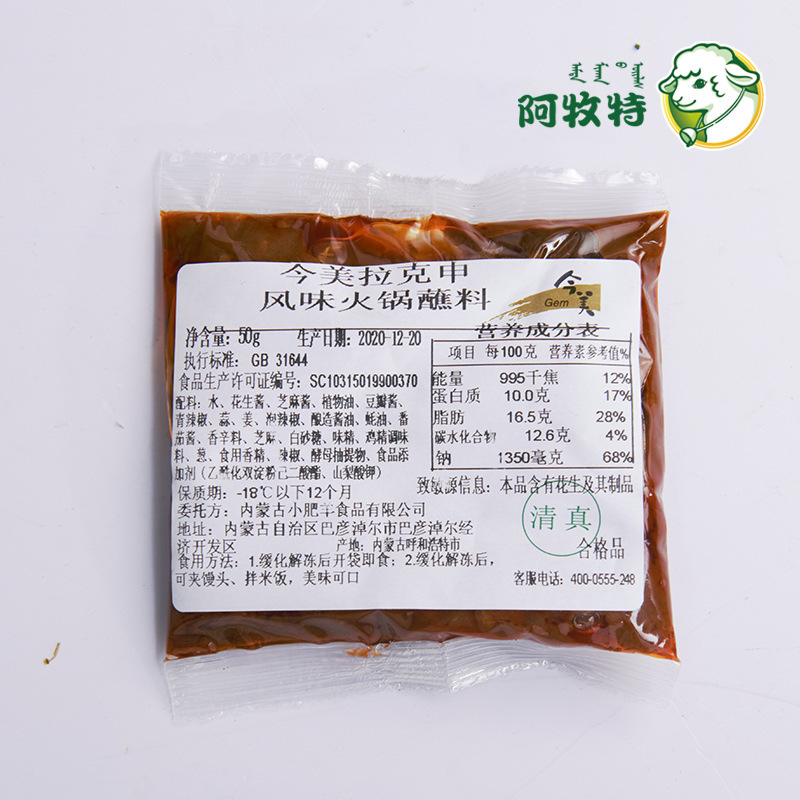 阿牧特
今美拉克申
风味火锅蘸料
今美
Gem
净含量: 50g 生产日期: 2020-12-20
执行标准: GB 31644
食品生产许可证编号: SC10315019900370
配料: 水、花生酱、芝麻酱、植物油、豆瓣酱、
青辣椒、蒜、姜、泡辣椒、酿造酱油、蚝油、番
茄酱、香辛料、芝麻、白砂糖、味精、鸡精调味
料、葱、食用香精、辣椒、酵母抽提物、食品添
加剂（乙酰化双淀粉己二酸酯、山梨酸钾）
保质期: -18℃以下12个月
委托方: 内蒙古小肥羊食品有限公司
地址: 内蒙古自治区巴彦淖尔市巴彦淖尔经
济开发区 产地: 内蒙古呼和浩特市
食用方法: 1.缓化解冻后开袋即食; 2.缓化解冻后,
可夹馒头、拌米饭, 美味可口
营养成分表
项目 每100克 营养素参考值%
能量 995千焦 12%
蛋白质 10.0克 17%
脂肪 16.5克 28%
碳水化合物 12.6克 4%
钠 1350毫克 68%
致敏源信息: 本品含有花生及其制品
清真
合格品
客服电话: 400-0555-248